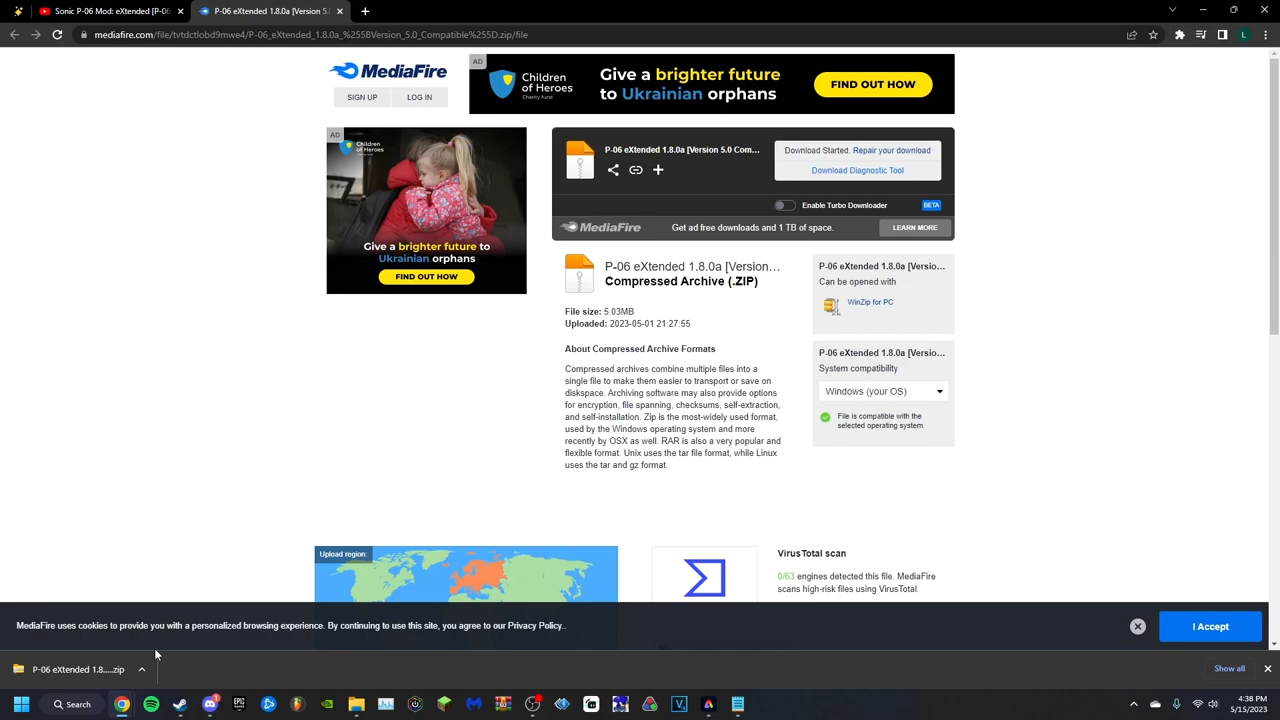 Sonic P-06 Mod: eXtended P-06
P-06 eXtended 1.8.0a [Version 5.0
mediafire.com/file/tvtdctlobd9mwe4/P-06_eXtended_1.8.0a_%255BVersion_5.0_Compatible%255D.zip/file
MediaFire
SIGN UP
LOG IN
AD
Children
of Heroes
Charity fund
Give a brighter future
to Ukrainian orphans
FIND OUT HOW
AD
Children
of Heroes
Give a brighter future to
Ukrainian orphans
FIND OUT HOW
P-06 eXtended 1.8.0a [Version 5.0 Com...
Download Started. Repair your download
Download Diagnostic Tool
Enable Turbo Downloader
BETA
MediaFire
Get ad free downloads and 1 TB of space.
LEARN MORE
P-06 eXtended 1.8.0a [Version...
Compressed Archive (.ZIP)
File size: 5.03MB
Uploaded: 2023-05-01 21:27:55
About Compressed Archive Formats
Compressed archives combine multiple files into a
single file to make them easier to transport or save on
diskspace. Archiving software may also provide options
for encryption, file spanning, checksums, self-extraction,
and self-installation. Zip is the most-widely used format,
used by the Windows operating system and more
recently by OSX as well. RAR is also a very popular and
flexible format. Unix uses the tar file format, while Linux
uses the tar and gz format.
P-06 eXtended 1.8.0a [Versio...
Can be opened with
WinZip for PC
P-06 eXtended 1.8.0a [Versio...
System compatibility
Windows (your OS)
File is compatible with the
selected operating system.
Upload region:
VirusTotal scan
0/63 engines detected this file. MediaFire
scans high-risk files using VirusTotal.
MediaFire uses cookies to provide you with a personalized browsing experience. By continuing to use this site, you agree to our Privacy Policy..
I Accept
P-06 eXtended 1.8.....zip
Show all
Search
EPIC
1
4:38 PM
5/15/2023